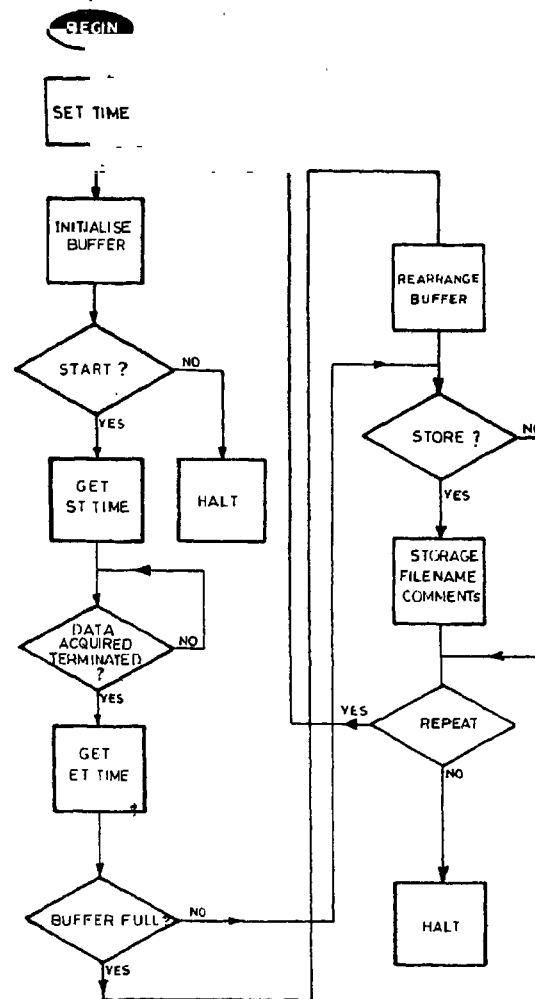 BEGIN
SET TIME
INITIALISE
BUFFER
START ?
NO
YES
GET
ST TIME
HALT
DATA
ACQUIRED
TERMINATED
?
NO
YES
GET
ET TIME
BUFFER FULL?
NO
YES
REARRANGE
BUFFER
STORE ?
NO
YES
STORAGE
FILENAME
COMMENTS
YES
REPEAT
NO
HALT